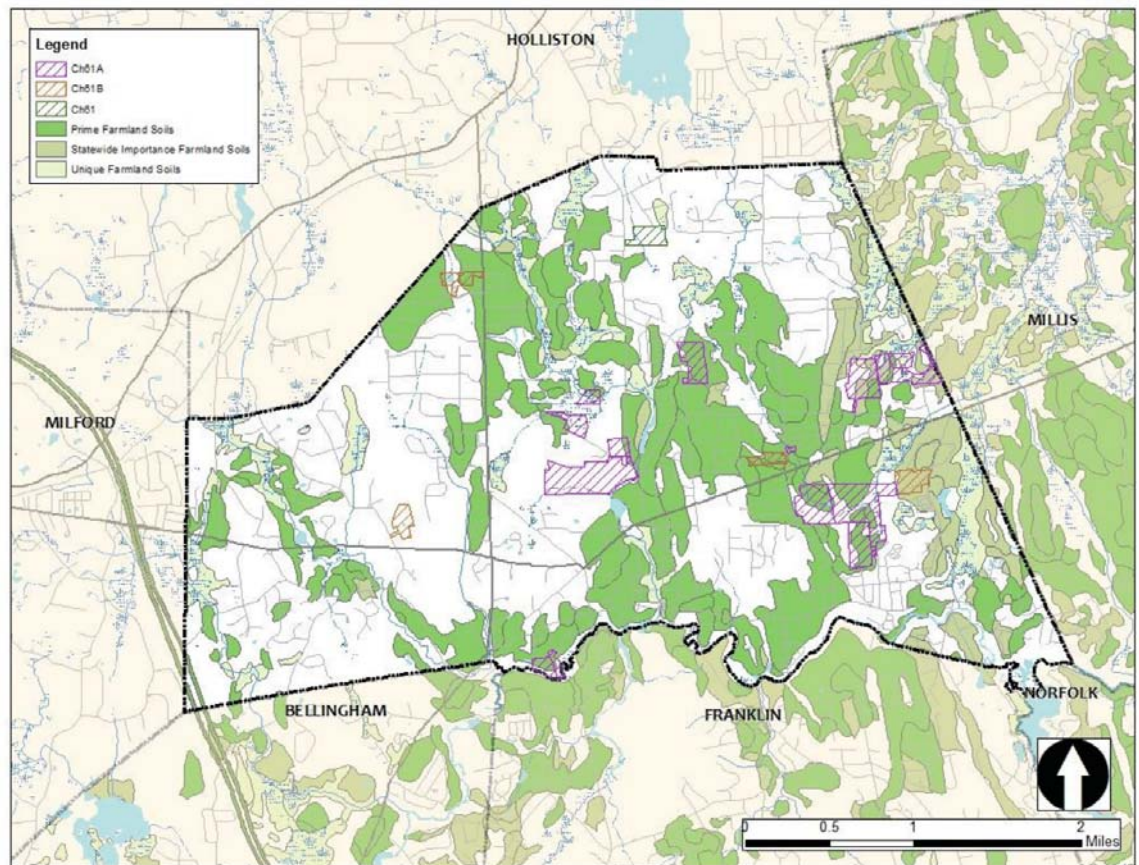 HOLLISTON
Legend
Ch61A
Ch61B
Ch61
Prime Farmland Soils
Statewide Importance Farmland Soils
Unique Farmland Soils
MILLIS
MILFORD
NORFOLK
BELLINGHAM
FRANKLIN
0 0.5 1 2
Miles